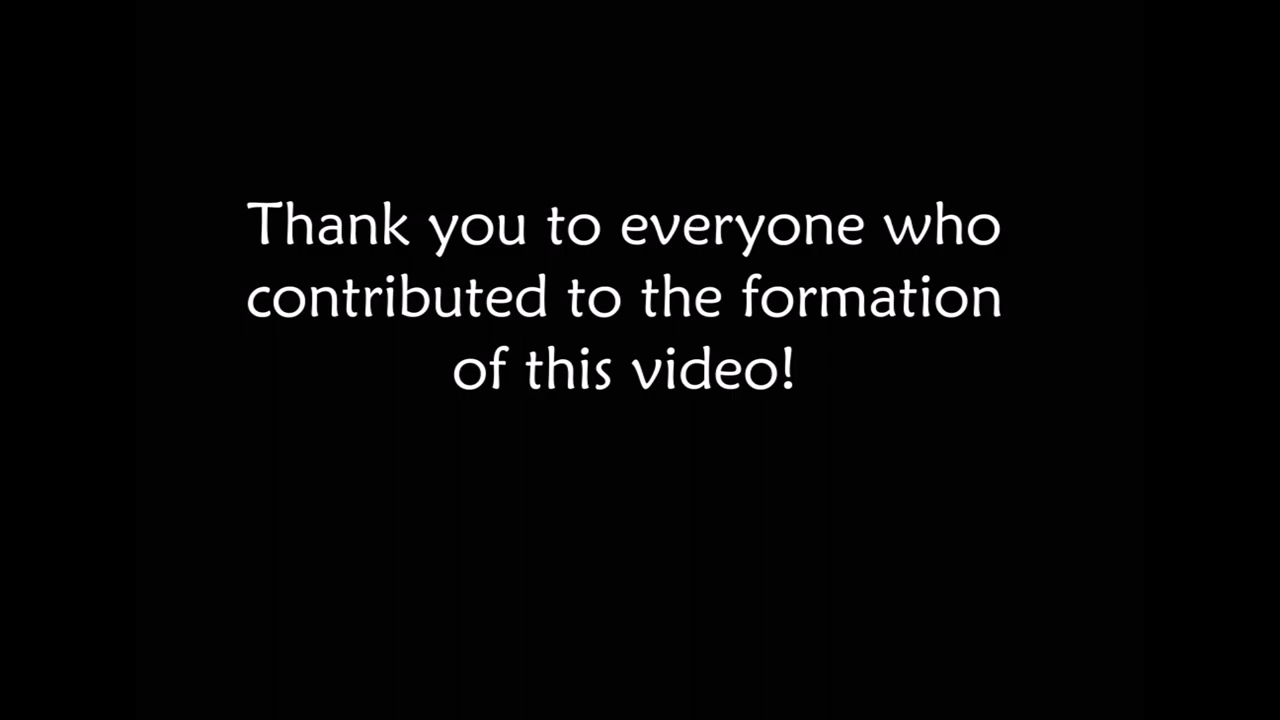 Thank you to everyone who
contributed to the formation
of this video!